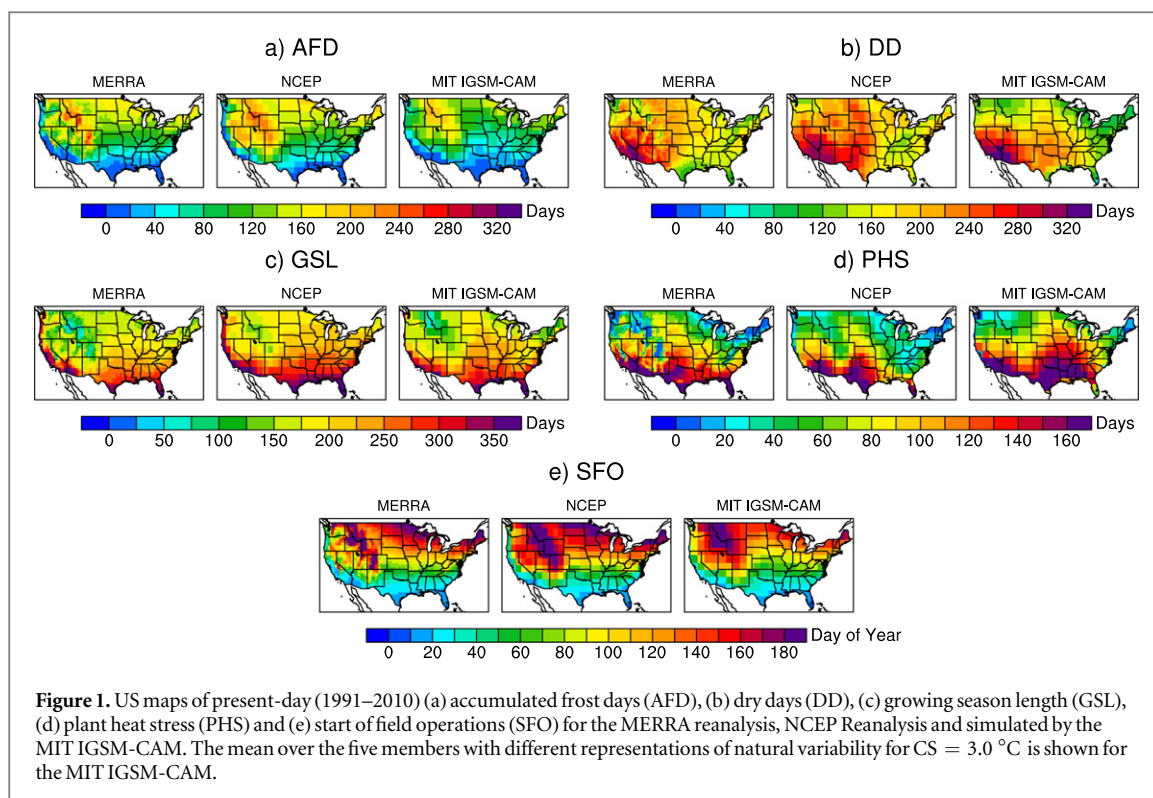 a) AFD
b) DD
MERRA NCEP MIT IGSM-CAM
MERRA NCEP MIT IGSM-CAM
Days
0 40 80 120 160 200 240 280 320
Days
0 40 80 120 160 200 240 280 320
c) GSL
d) PHS
MERRA NCEP MIT IGSM-CAM
MERRA NCEP MIT IGSM-CAM
Days
0 50 100 150 200 250 300 350
Days
0 20 40 60 80 100 120 140 160
e) SFO
MERRA NCEP MIT IGSM-CAM
Day of Year
0 20 40 60 80 100 120 140 160 180
Figure 1. US maps of present-day (1991–2010) (a) accumulated frost days (AFD), (b) dry days (DD), (c) growing season length (GSL),
(d) plant heat stress (PHS) and (e) start of field operations (SFO) for the MERRA reanalysis, NCEP Reanalysis and simulated by the
MIT IGSM-CAM. The mean over the five members with different representations of natural variability for CS = 3.0 °C is shown for
the MIT IGSM-CAM.